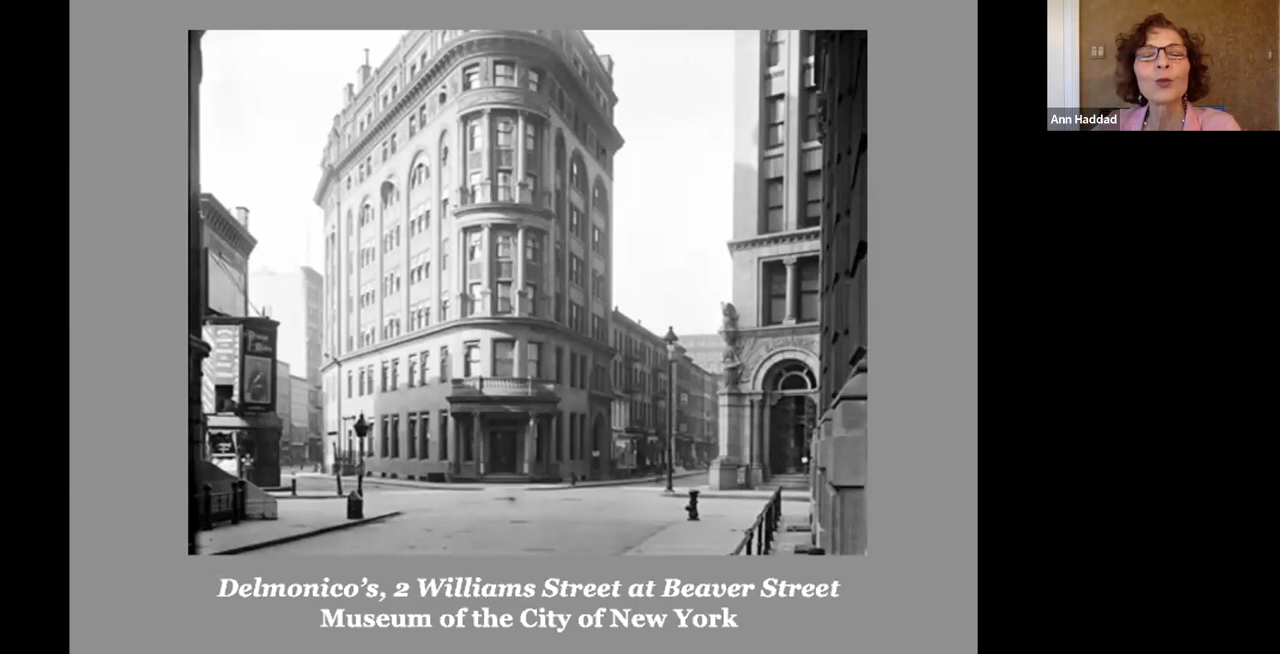 Ann Haddad
Delmonico's, 2 Williams Street at Beaver Street
Museum of the City of New York